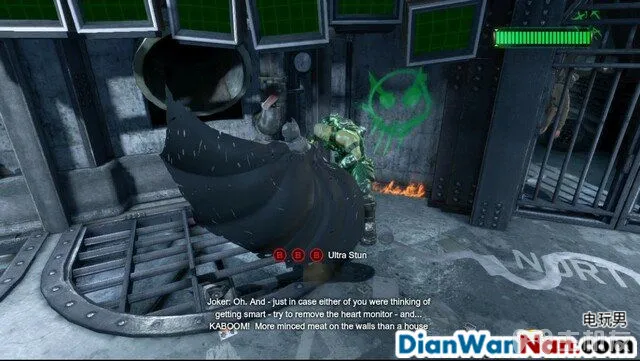 B B B Ultra Stun
NORT
Joker: Oh. And - just in case either of you were thinking of
getting smart - try to remove the heart monitor - and...
KABOOM! More minced meat on the walls than a house
电玩男
DianWanNan.com